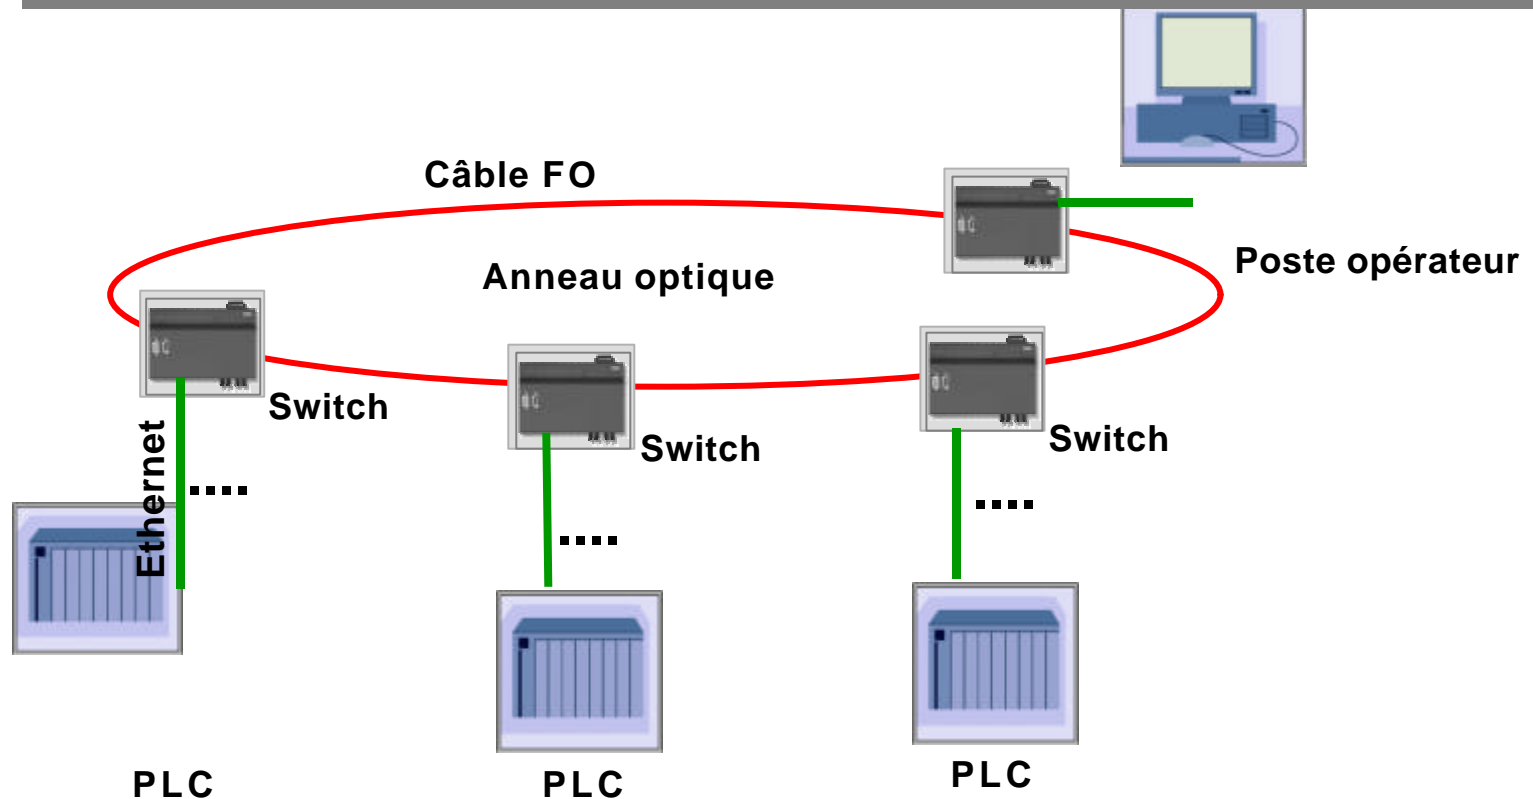 Câble FO
Poste opérateur
Anneau optique
Switch
Switch
Switch
Ethernet
PLC
PLC
PLC